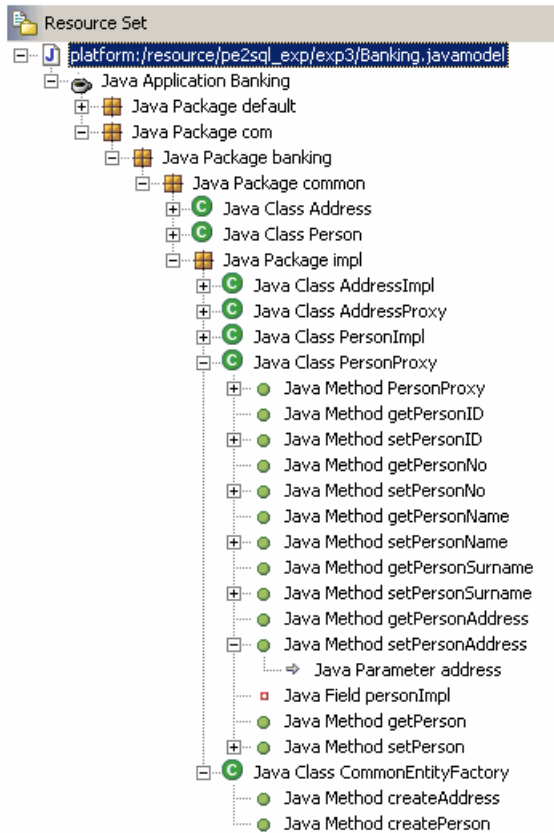 Resource Set
platform:/resource/pe2sql_exp/exp3/Banking.javamodel
Java Application Banking
Java Package default
Java Package com
Java Package banking
Java Package common
Java Class Address
Java Class Person
Java Package impl
Java Class AddressImpl
Java Class AddressProxy
Java Class PersonImpl
Java Class PersonProxy
Java Method PersonProxy
Java Method getPersonID
Java Method setPersonID
Java Method getPersonNo
Java Method setPersonNo
Java Method getPersonName
Java Method setPersonName
Java Method getPersonSurname
Java Method setPersonSurname
Java Method getPersonAddress
Java Method setPersonAddress
Java Parameter address
Java Field personImpl
Java Method getPerson
Java Method setPerson
Java Class CommonEntityFactory
Java Method createAddress
Java Method createPerson